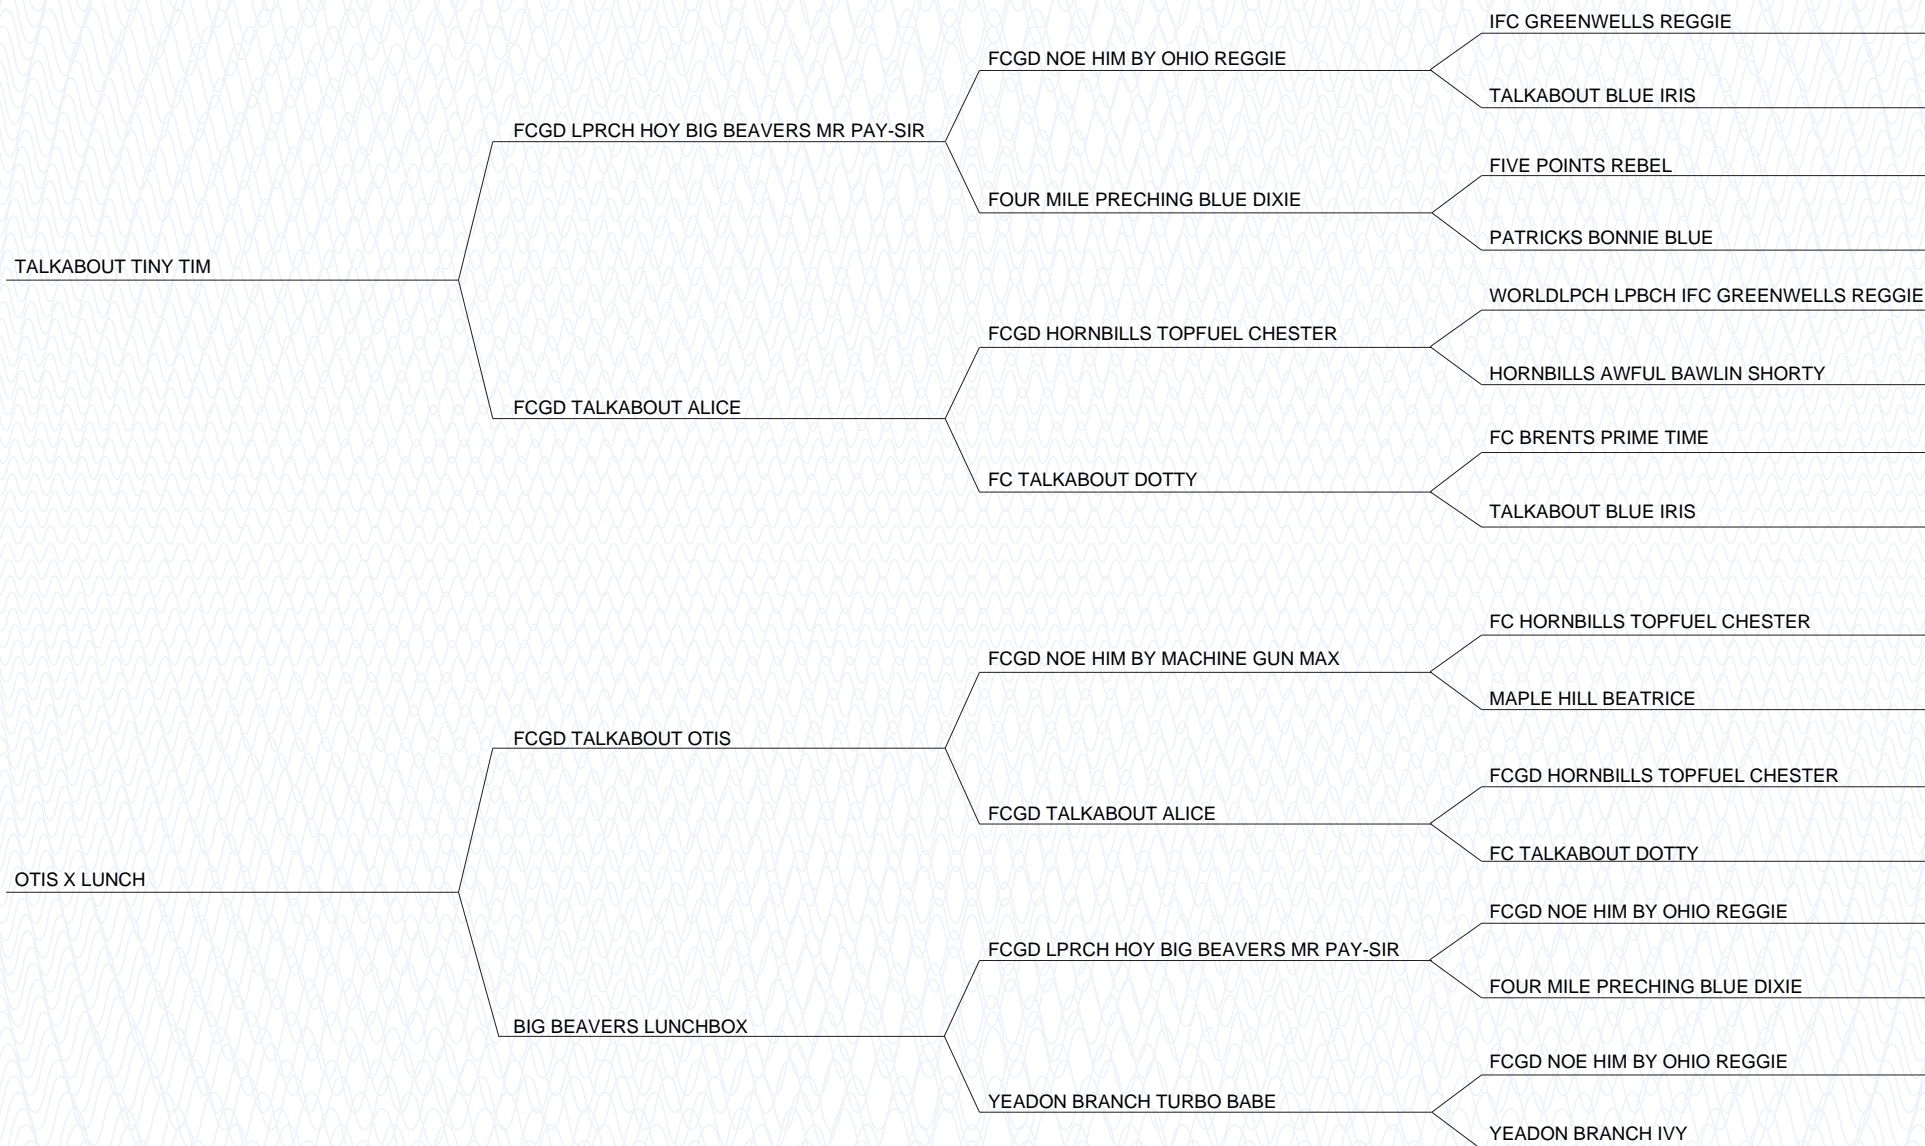 IFC GREENWELLS REGGIE
FCGD NOE HIM BY OHIO REGGIE
TALKABOUT BLUE IRIS
FCGD LPRCH HOY BIG BEAVERS MR PAY-SIR
FIVE POINTS REBEL
FOUR MILE PRECHING BLUE DIXIE
PATRICKS BONNIE BLUE
TALKABOUT TINY TIM
WORLDLPCH LPBCH IFC GREENWELLS REGGIE
FCGD HORNBILLS TOPFUEL CHESTER
HORNBILLS AWFUL BAWLIN SHORTY
FCGD TALKABOUT ALICE
FC BRENTS PRIME TIME
FC TALKABOUT DOTTY
TALKABOUT BLUE IRIS
FC HORNBILLS TOPFUEL CHESTER
FCGD NOE HIM BY MACHINE GUN MAX
MAPLE HILL BEATRICE
FCGD TALKABOUT OTIS
FCGD HORNBILLS TOPFUEL CHESTER
FCGD TALKABOUT ALICE
FC TALKABOUT DOTTY
OTIS X LUNCH
FCGD NOE HIM BY OHIO REGGIE
FCGD LPRCH HOY BIG BEAVERS MR PAY-SIR
FOUR MILE PRECHING BLUE DIXIE
BIG BEAVERS LUNCHBOX
FCGD NOE HIM BY OHIO REGGIE
YEADON BRANCH TURBO BABE
YEADON BRANCH IVY